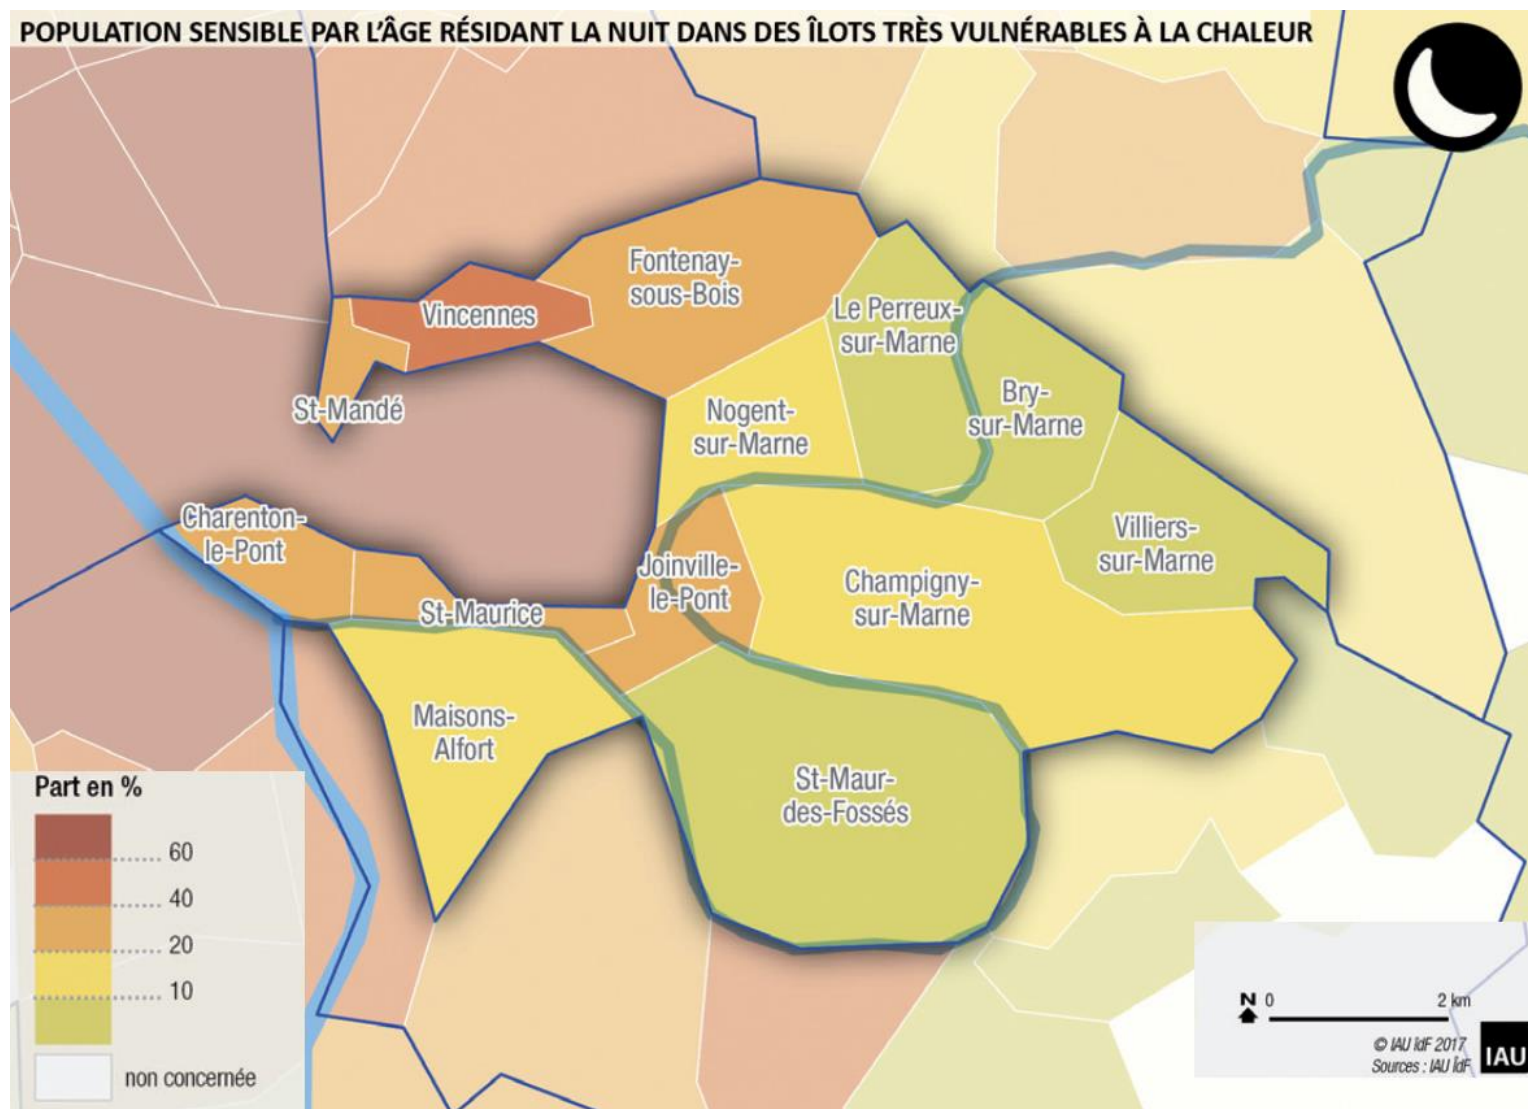 POPULATION SENSIBLE PAR L'ÂGE RÉSIDANT LA NUIT DANS DES ÎLOTS TRÈS VULNÉRABLES À LA CHALEUR
Fontenay-
sous-Bois
Vincennes
Le Perreux-
sur-Marne
St-Mandé
Nogent-
sur-Marne
Bry-
sur-Marne
Charenton-
le-Pont
Villiers-
sur-Marne
Joinville-
le-Pont
Champigny-
sur-Marne
St-Maurice
Maisons-
Alfort
St-Maur-
des-Fossés
Part en %
60
40
20
10
non concernée
N 0 2 km
© IAU îdF 2017
Sources : IAU ÎdF
IAU